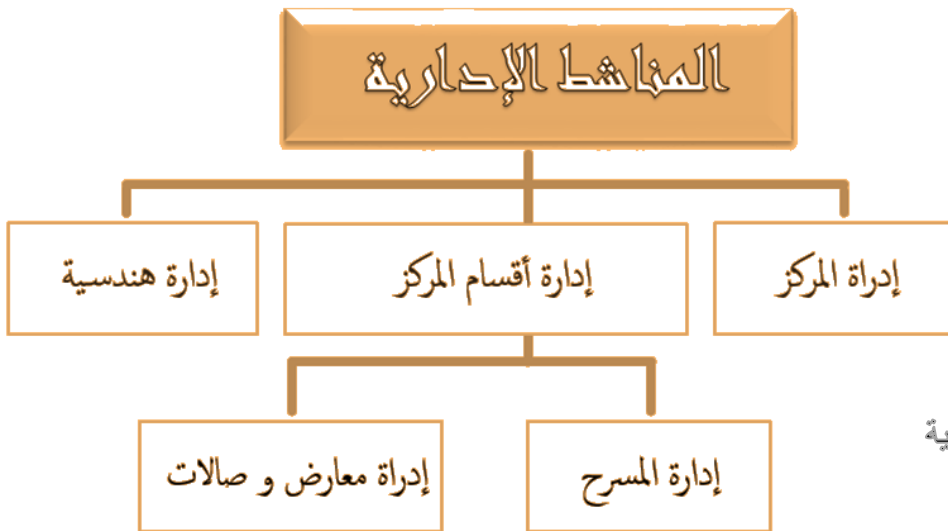 المناشط الإدارية
إدراة المركز
إدارة أقسام المركز
إدارة هندسية
إدارة المسرح
إدراة معارض و صالات